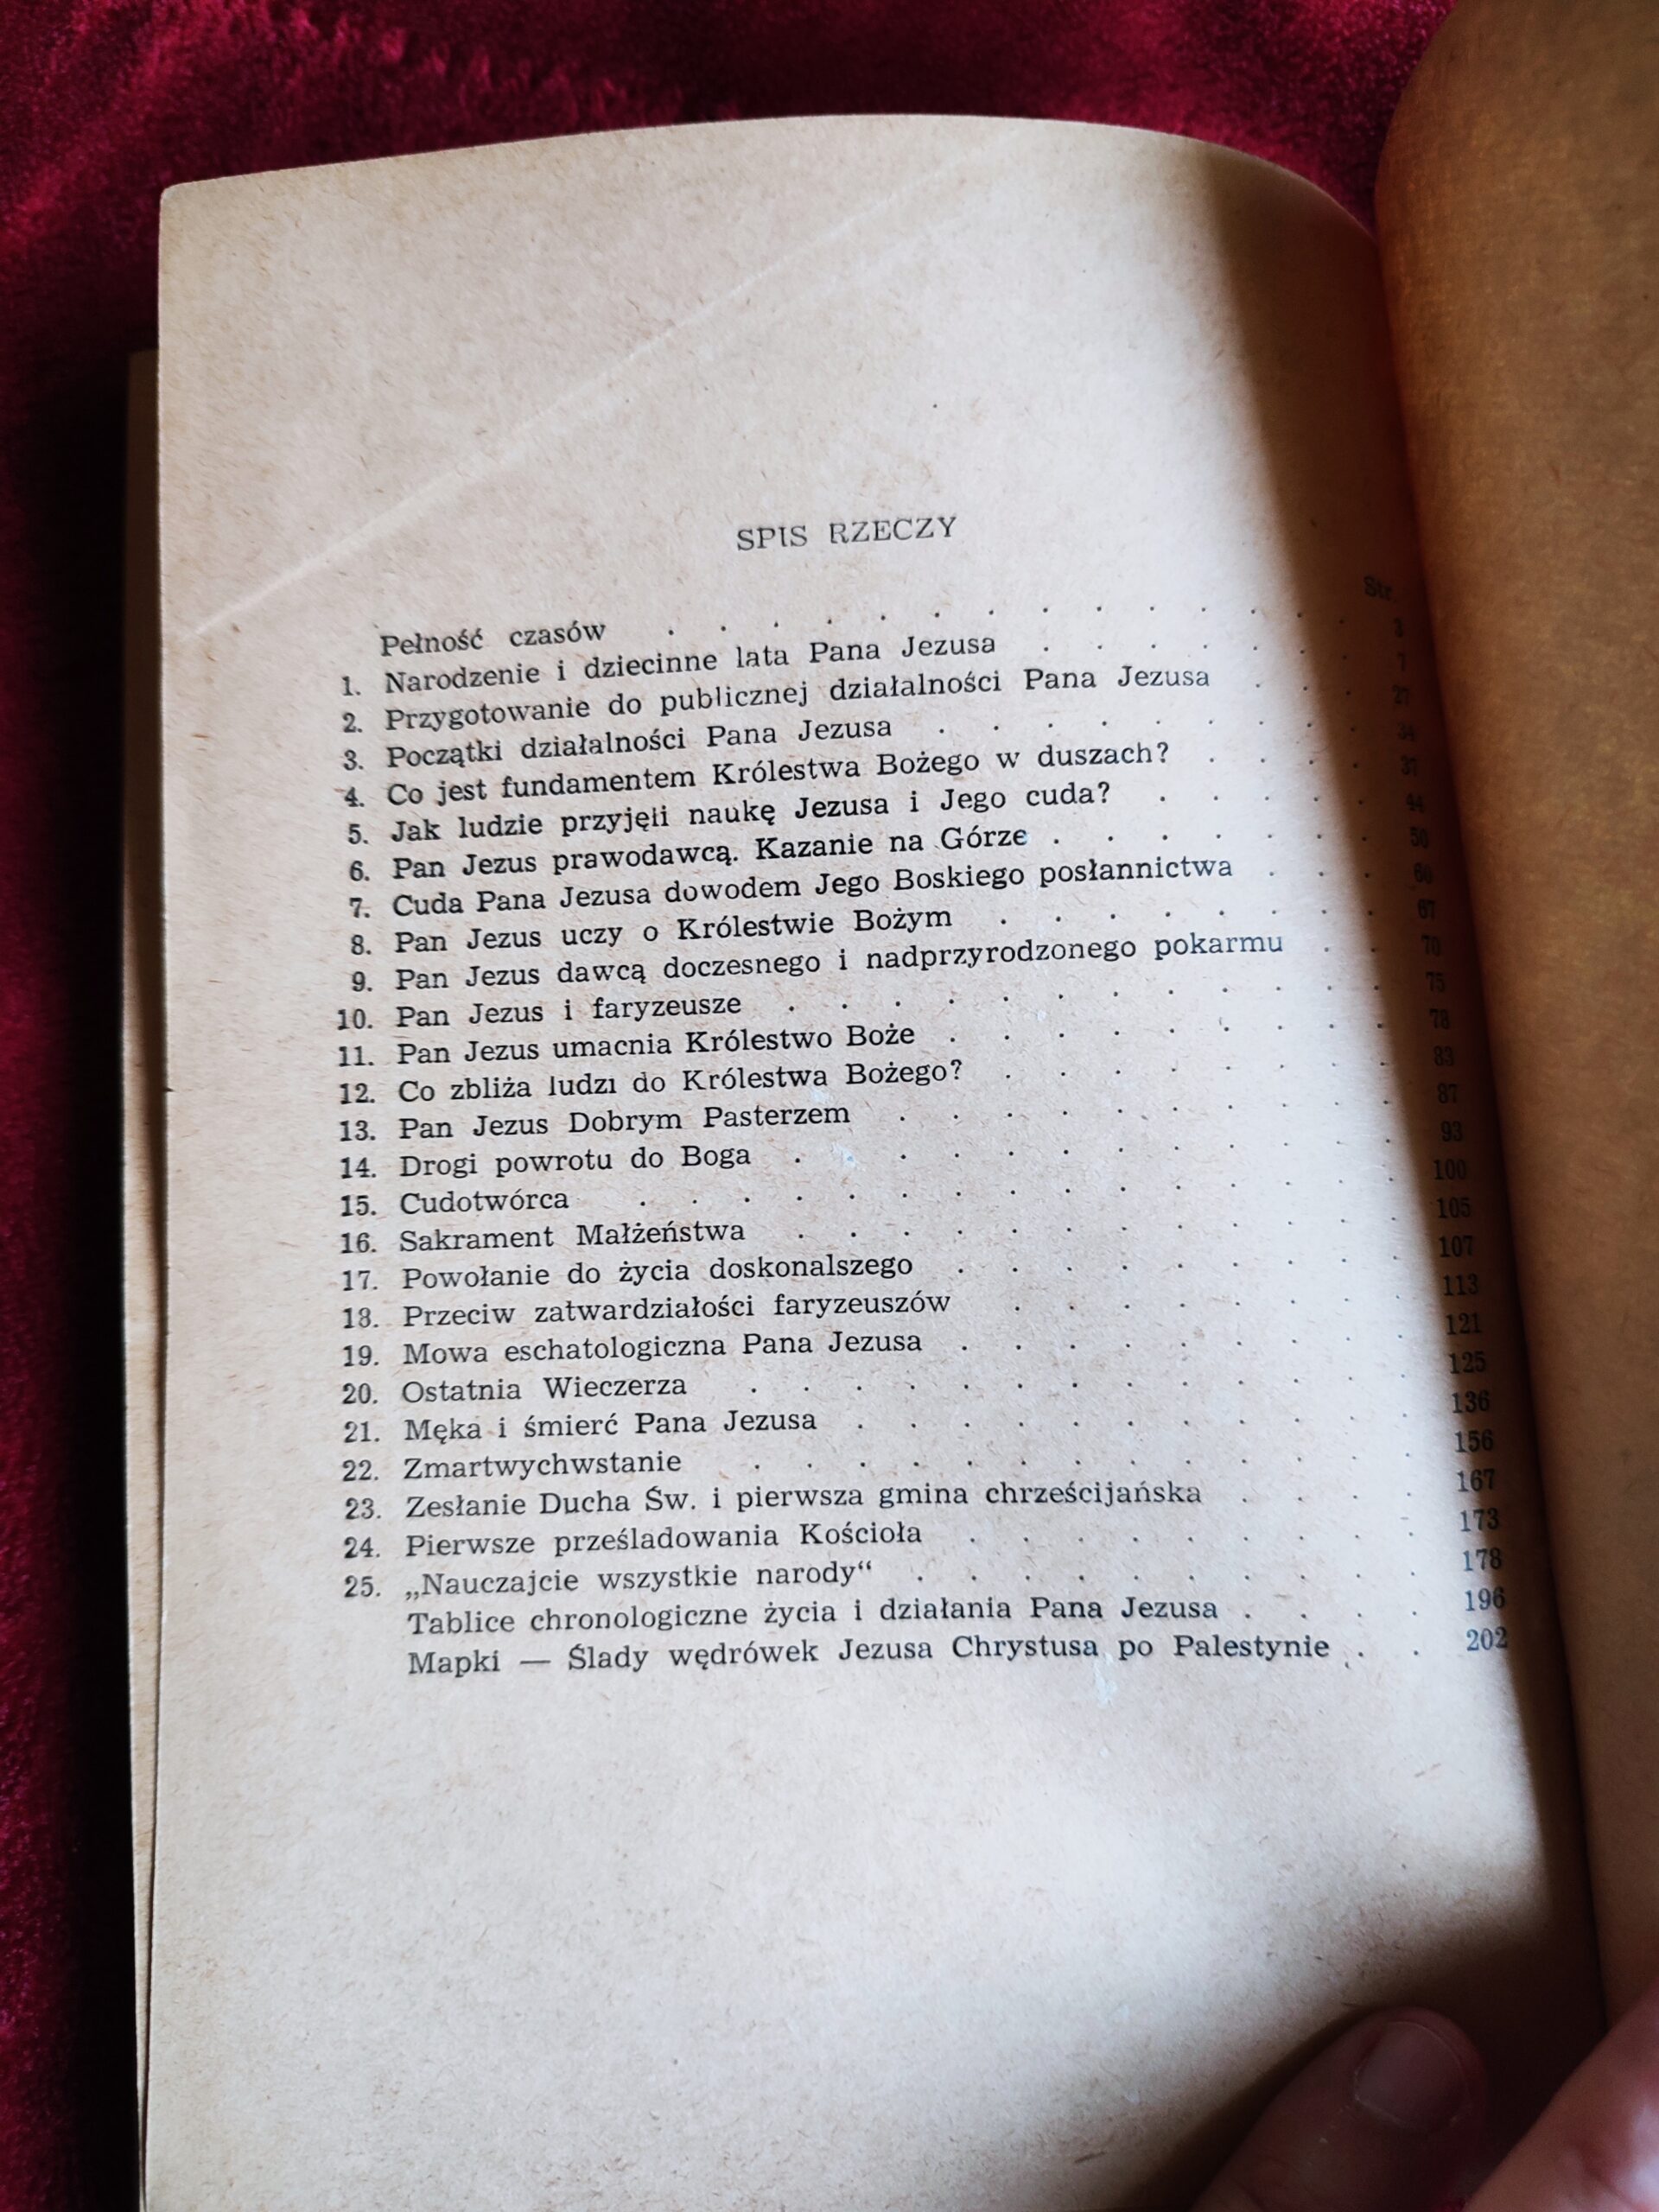 SPIS RZECZY
Str.
Pełność czasów . . . . . . . . . . . . . 3
1. Narodzenie i dziecinne lata Pana Jezusa . . . . . . 7
2. Przygotowanie do publicznej działalności Pana Jezusa . . . 27
3. Początki działalności Pana Jezusa . . . . . . . . 34
4. Co jest fundamentem Królestwa Bożego w duszach? . . . . 37
5. Jak ludzie przyjęli naukę Jezusa i Jego cuda? . . . . . 44
6. Pan Jezus prawodawcą. Kazanie na Górze . . . . . . . 50
7. Cuda Pana Jezusa dowodem Jego Boskiego posłannictwa . . . 60
8. Pan Jezus uczy o Królestwie Bożym . . . . . . . . 67
9. Pan Jezus dawcą doczesnego i nadprzyrodzonego pokarmu . . 70
10. Pan Jezus i faryzeusze . . . . . . . . . . . . 75
11. Pan Jezus umacnia Królestwo Boże . . . . . . . . . 78
12. Co zbliża ludzi do Królestwa Bożego? . . . . . . . . 83
13. Pan Jezus Dobrym Pasterzem . . . . . . . . . . 87
14. Drogi powrotu do Boga . . . . . . . . . . . . 93
15. Cudotwórca . . . . . . . . . . . . . . . 100
16. Sakrament Małżeństwa . . . . . . . . . . . . 105
17. Powołanie do życia doskonalszego . . . . . . . . . 107
18. Przeciw zatwardziałości faryzeuszów . . . . . . . . 113
19. Mowa eschatologiczna Pana Jezusa . . . . . . . . . 121
20. Ostatnia Wieczerza . . . . . . . . . . . . . 125
21. Męka i śmierć Pana Jezusa . . . . . . . . . . . 136
22. Zmartwychwstanie . . . . . . . . . . . . . 156
23. Zesłanie Ducha Św. i pierwsza gmina chrześcijańska . . . . 167
24. Pierwsze prześladowania Kościoła . . . . . . . . . 173
25. „Nauczajcie wszystkie narody“ . . . . . . . . . . 178
Tablice chronologiczne życia i działania Pana Jezusa . . . . 196
Mapki — Ślady wędrówek Jezusa Chrystusa po Palestynie . . 202